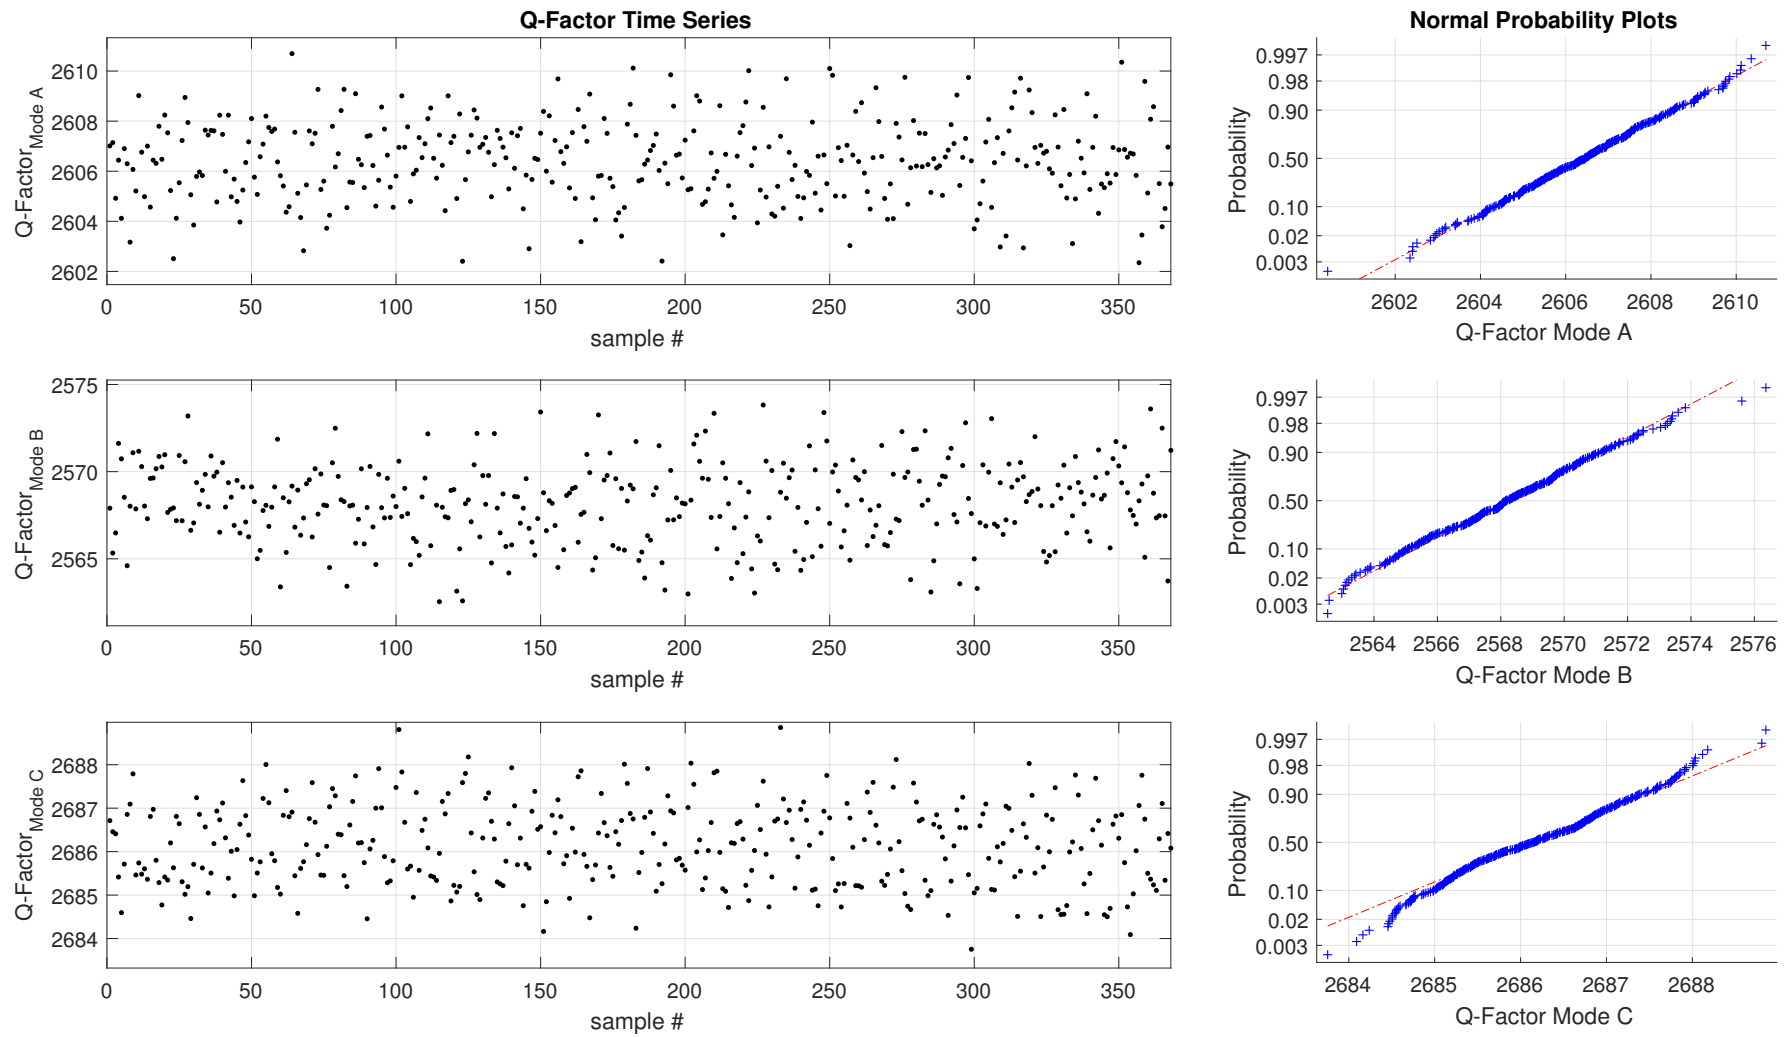 Q-Factor Time Series
Normal Probability Plots
Q-Factor Mode A
2610
2608
2606
2604
2602
0 50 100 150 200 250 300 350
sample #
Probability
0.997
0.98
0.90
0.50
0.10
0.02
0.003
2602 2604 2606 2608 2610
Q-Factor Mode A
Q-Factor Mode B
2575
2570
2565
0 50 100 150 200 250 300 350
sample #
Probability
0.997
0.98
0.90
0.50
0.10
0.02
0.003
2564 2566 2568 2570 2572 2574 2576
Q-Factor Mode B
Q-Factor Mode C
2688
2687
2686
2685
2684
0 50 100 150 200 250 300 350
sample #
Probability
0.997
0.98
0.90
0.50
0.10
0.02
0.003
2684 2685 2686 2687 2688
Q-Factor Mode C